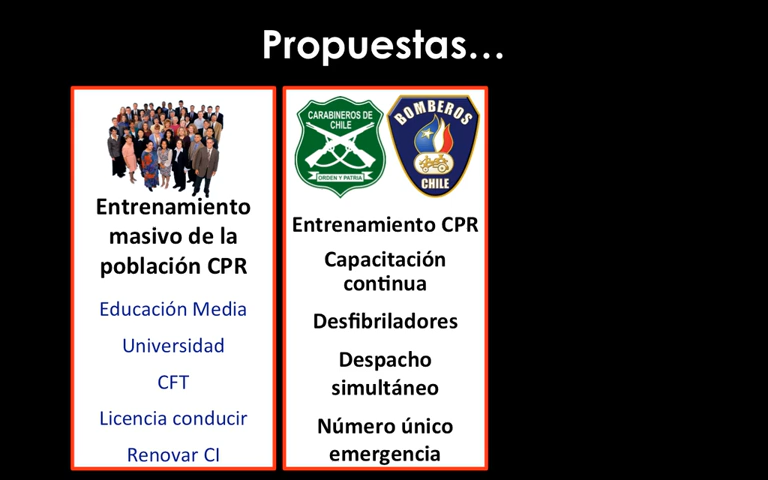 Propuestas...
Entrenamiento
masivo de la
población CPR
Educación Media
Universidad
CFT
Licencia conducir
Renovar CI
CARABINEROS DE
CHILE
ORDEN Y PATRIA
BOMBEROS
CHILE
Entrenamiento CPR
Capacitación
continua
Desfibriladores
Despacho
simultáneo
Número único
emergencia